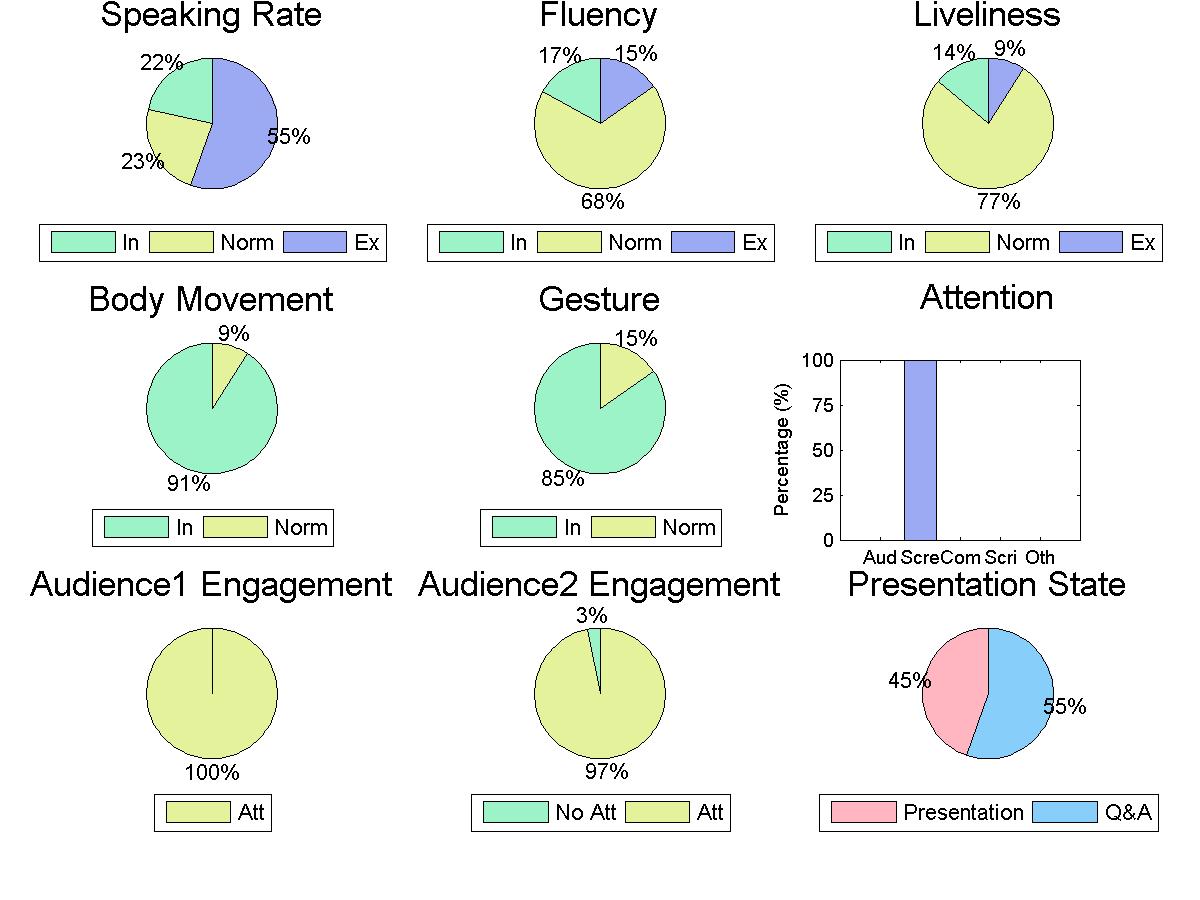 Speaking Rate
22%
55%
23%
In Norm Ex
Fluency
17% 15%
68%
In Norm Ex
Liveliness
14% 9%
77%
In Norm Ex
Body Movement
9%
91%
In Norm
Gesture
15%
85%
In Norm
Attention
Percentage (%)
100
75
50
25
0
Aud Scre Com Scri Oth
Audience1 Engagement
100%
Att
Audience2 Engagement
3%
97%
No Att Att
Presentation State
45%
55%
Presentation Q&A